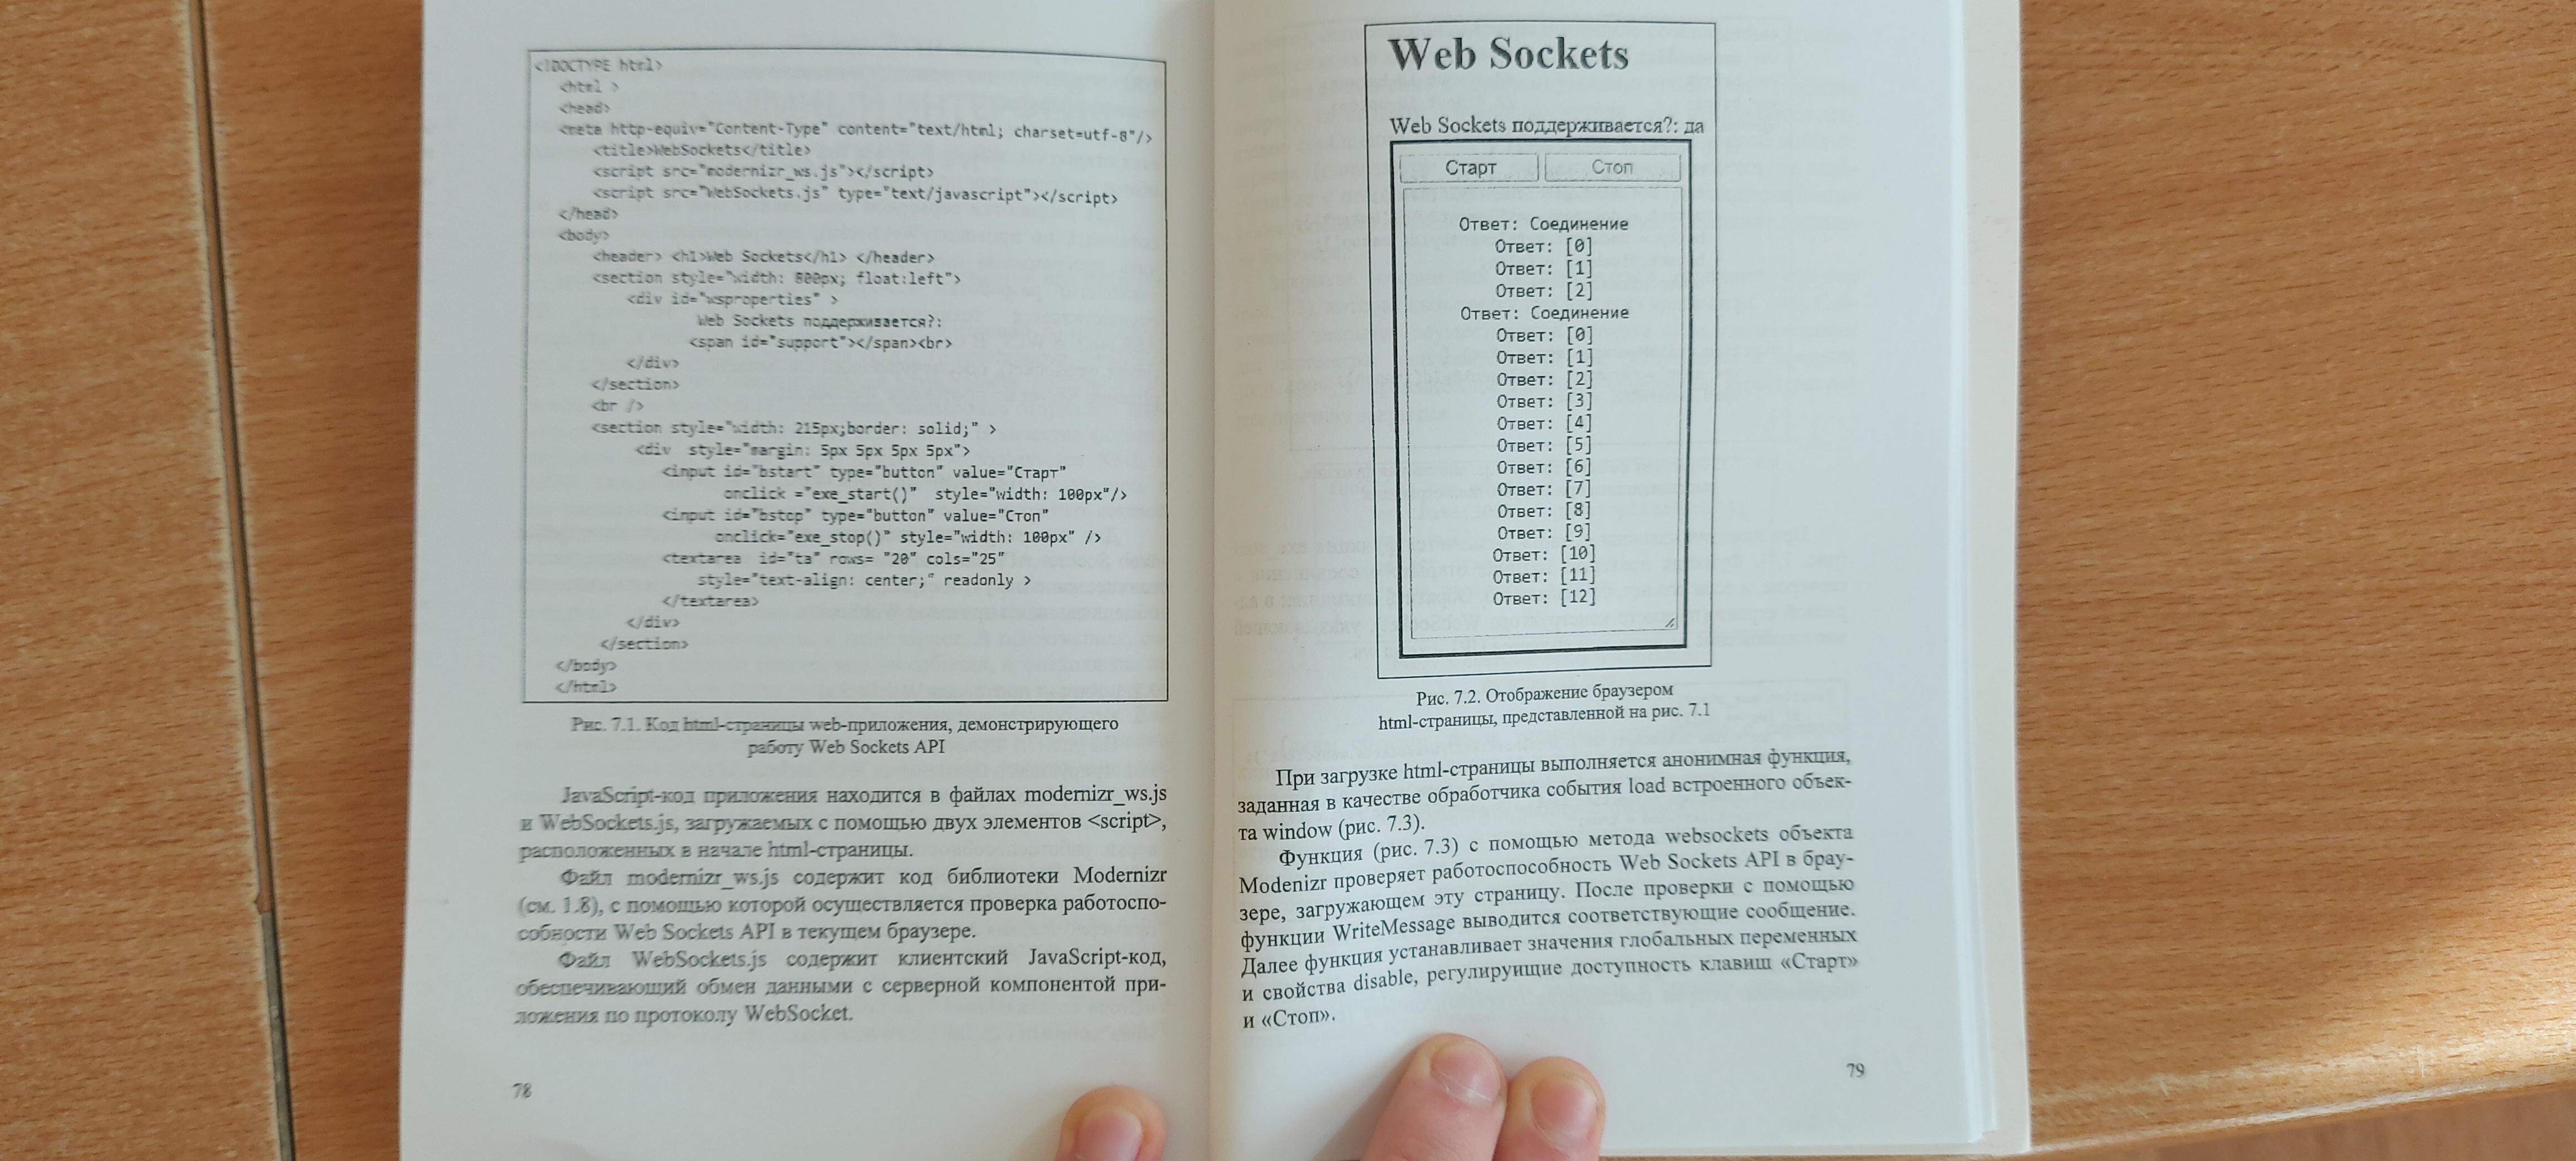 <!DOCTYPE html>
<html >
<head>
<meta http-equiv="Content-Type" content="text/html; charset=utf-8"/>
<title>WebSockets</title>
<script src="modernizr_ws.js"></script>
<script src="WebSockets.js" type="text/javascript"></script>
</head>
<body>
<header> <h1>Web Sockets</h1> </header>
<section style="width: 800px; float:left">
<div id="wsproperties" >
Web Sockets поддерживается?:
<span id="support"></span><br>
</div>
</section>
<br />
<section style="width: 215px;border: solid;" >
<div style="margin: 5px 5px 5px 5px">
<input id="bstart" type="button" value="Старт"
onclick ="exe_start()" style="width: 100px"/>
<input id="bstop" type="button" value="Стоп"
onclick="exe_stop()" style="width: 100px" />
<textarea id="ta" rows= "20" cols="25"
style="text-align: center;" readonly >
</textarea>
</div>
</section>
</body>
</html>
Рис. 7.1. Код html-страницы web-приложения, демонстрирующего
работу Web Sockets API
JavaScript-код приложения находится в файлах modernizr_ws.js
и WebSockets.js, загружаемых с помощью двух элементов <script>,
расположенных в начале html-страницы.
Файл modernizr_ws.js содержит код библиотеки Modernizr
(см. 1.8), с помощью которой осуществляется проверка работоспо-
собности Web Sockets API в текущем браузере.
Файл WebSockets.js содержит клиентский JavaScript-код,
обеспечивающий обмен данными с серверной компонентой при-
ложения по протоколу WebSocket.
78
Web Sockets
Web Sockets поддерживается?: да
Старт Стоп
Ответ: Соединение
Ответ: [0]
Ответ: [1]
Ответ: [2]
Ответ: Соединение
Ответ: [0]
Ответ: [1]
Ответ: [2]
Ответ: [3]
Ответ: [4]
Ответ: [5]
Ответ: [6]
Ответ: [7]
Ответ: [8]
Ответ: [9]
Ответ: [10]
Ответ: [11]
Ответ: [12]
Рис. 7.2. Отображение браузером
html-страницы, представленной на рис. 7.1
При загрузке html-страницы выполняется анонимная функция,
заданная в качестве обработчика события load встроенного объек-
та window (рис. 7.3).
Функция (рис. 7.3) с помощью метода websockets объекта
Modenizr проверяет работоспособность Web Sockets API в брау-
зере, загружающем эту страницу. После проверки с помощью
функции WriteMessage выводится соответствующие сообщение.
Далее функция устанавливает значения глобальных переменных
и свойства disable, регулируищие доступность клавиш «Старт»
и «Стоп».
79